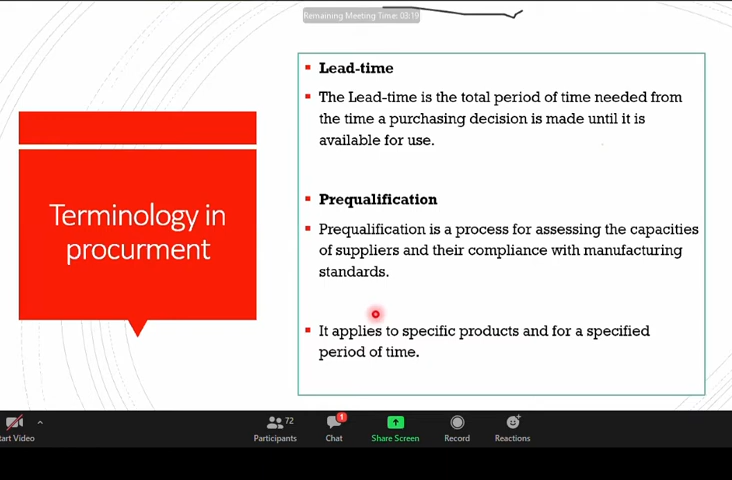 Remaining Meeting Time: 03:19
Terminology in
procurment
Lead-time
The Lead-time is the total period of time needed from
the time a purchasing decision is made until it is
available for use.
Prequalification
Prequalification is a process for assessing the capacities
of suppliers and their compliance with manufacturing
standards.
It applies to specific products and for a specified
period of time.
tart Video
72
Participants
1
Chat
Share Screen
Record
Reactions